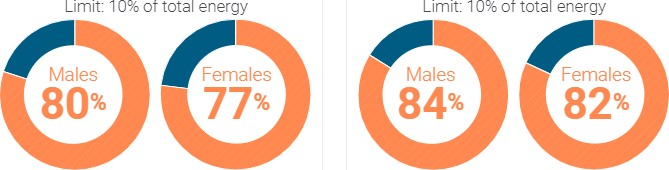 Limit: 10% of total energy
Males
80%
Females
77%
Limit: 10% of total energy
Males
84%
Females
82%